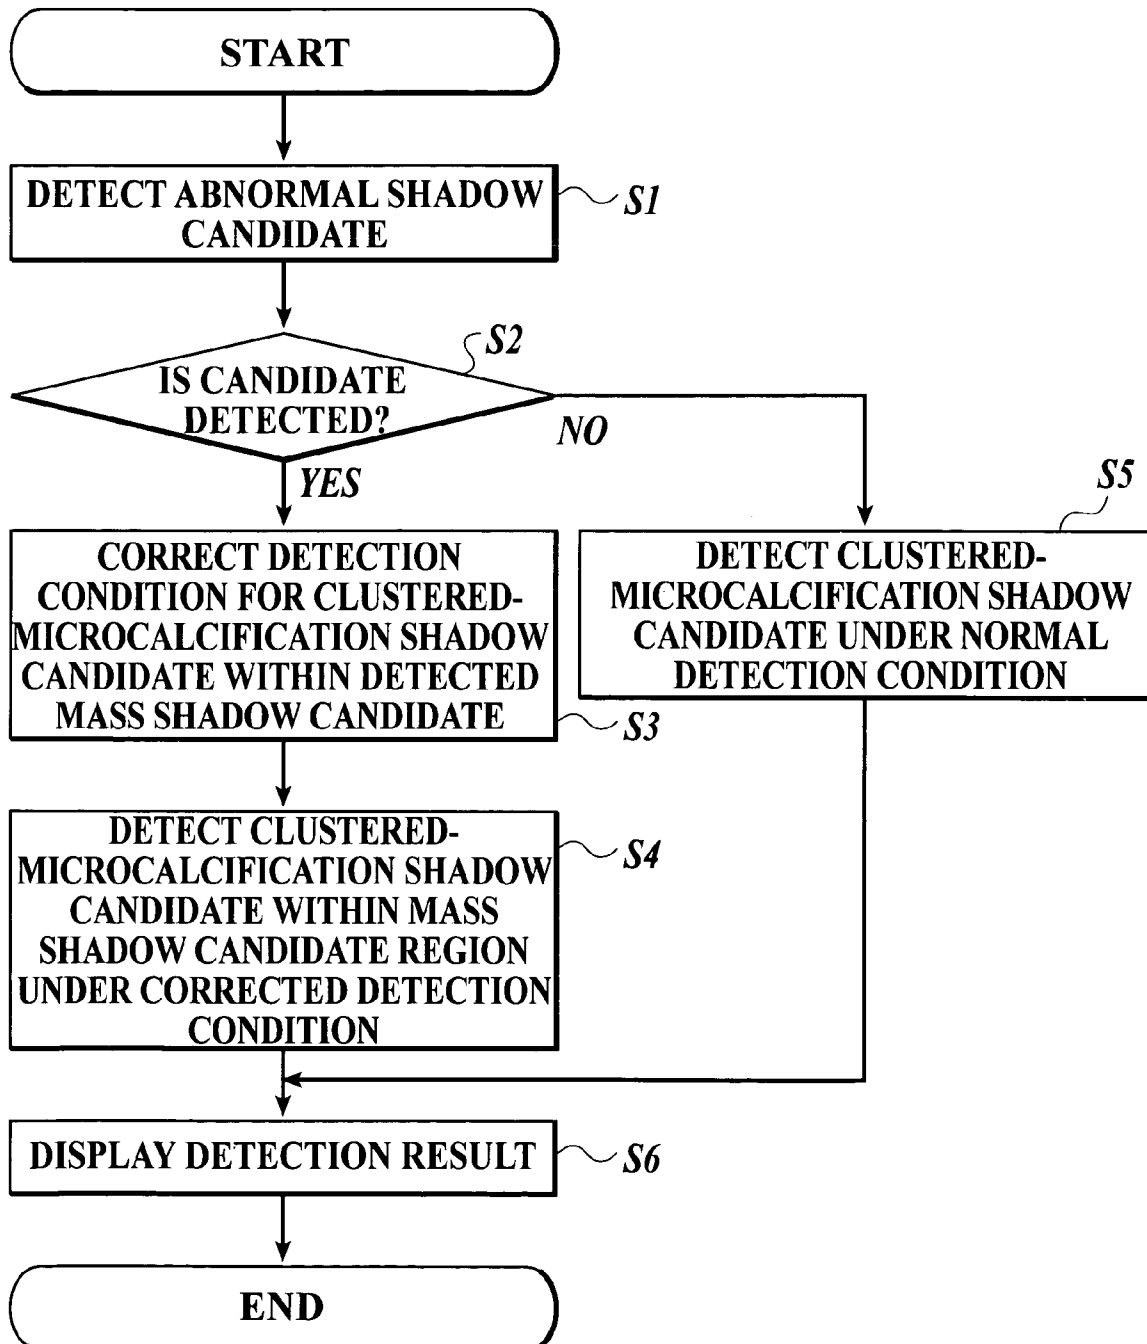 START
DETECT ABNORMAL SHADOW
CANDIDATE
S1
S2
IS CANDIDATE
DETECTED?
NO
YES
S5
CORRECT DETECTION
CONDITION FOR CLUSTERED-
MICROCALCIFICATION SHADOW
CANDIDATE WITHIN DETECTED
MASS SHADOW CANDIDATE
S3
DETECT CLUSTERED-
MICROCALCIFICATION SHADOW
CANDIDATE UNDER NORMAL
DETECTION CONDITION
DETECT CLUSTERED-
MICROCALCIFICATION SHADOW
CANDIDATE WITHIN MASS
SHADOW CANDIDATE REGION
UNDER CORRECTED DETECTION
CONDITION
S4
DISPLAY DETECTION RESULT
S6
END